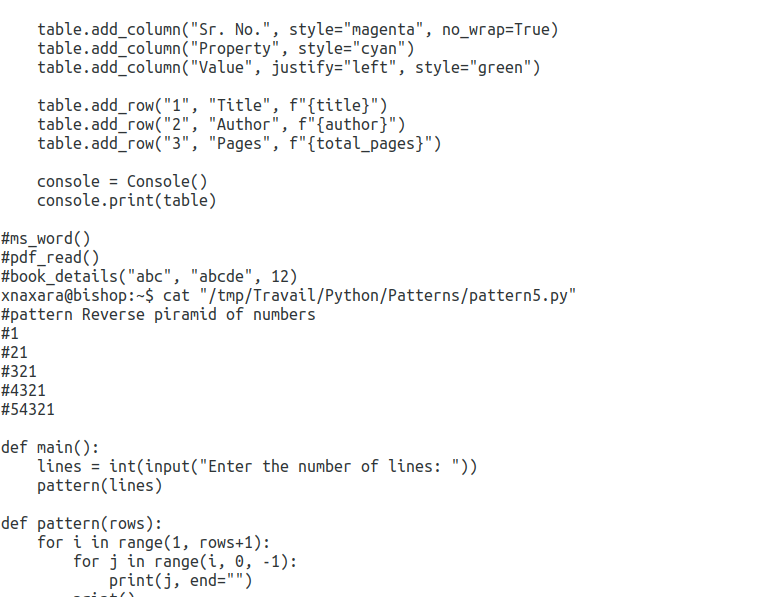 table.add_column("Sr. No.", style="magenta", no_wrap=True)
    table.add_column("Property", style="cyan")
    table.add_column("Value", justify="left", style="green")

    table.add_row("1", "Title", f"{title}")
    table.add_row("2", "Author", f"{author}")
    table.add_row("3", "Pages", f"{total_pages}")

    console = Console()
    console.print(table)

#ms_word()
#pdf_read()
#book_details("abc", "abcde", 12)
xnaxara@bishop:~$ cat "/tmp/Travail/Python/Patterns/pattern5.py"
#pattern Reverse piramid of numbers
#1
#21
#321
#4321
#54321

def main():
    lines = int(input("Enter the number of lines: "))
    pattern(lines)

def pattern(rows):
    for i in range(1, rows+1):
        for j in range(i, 0, -1):
            print(j, end="")
        print()